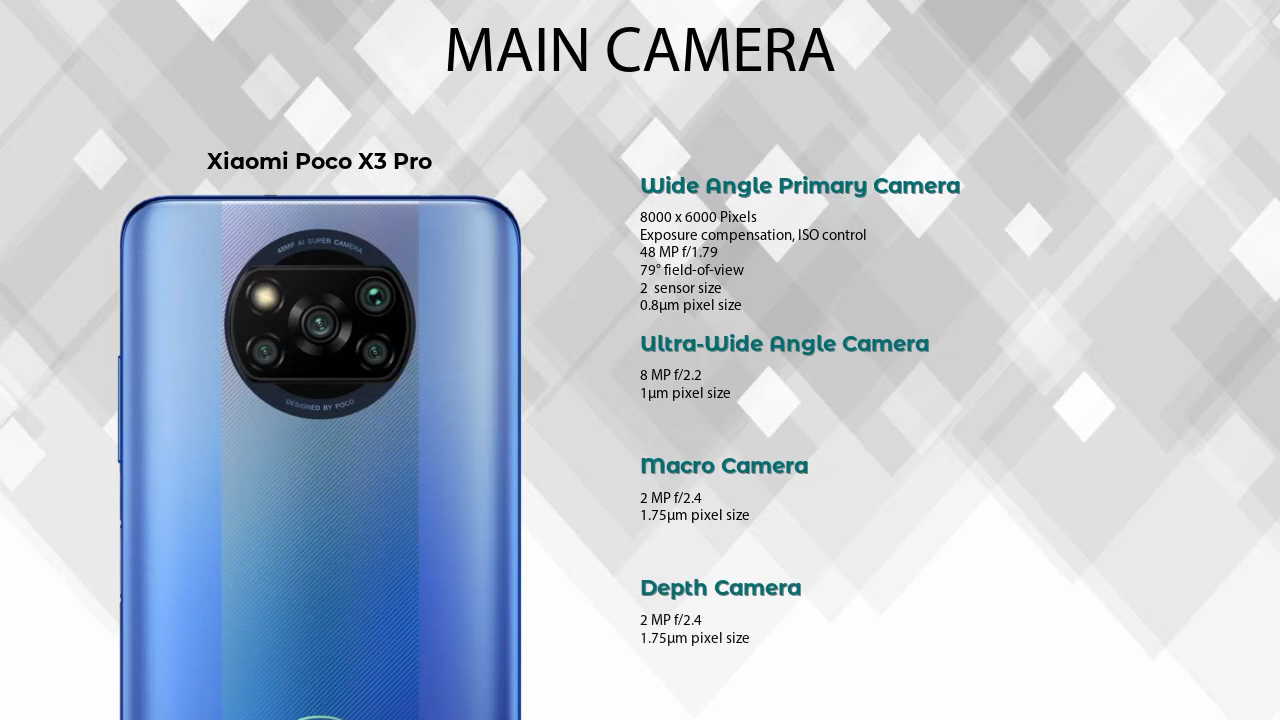 MAIN CAMERA
Xiaomi Poco X3 Pro
48MP AI SUPER CAMERA
DESIGNED BY POCO
Wide Angle Primary Camera
8000 x 6000 Pixels
Exposure compensation, ISO control
48 MP f/1.79
79° field-of-view
2  sensor size
0.8µm pixel size
Ultra-Wide Angle Camera
8 MP f/2.2
1µm pixel size
Macro Camera
2 MP f/2.4
1.75µm pixel size
Depth Camera
2 MP f/2.4
1.75µm pixel size